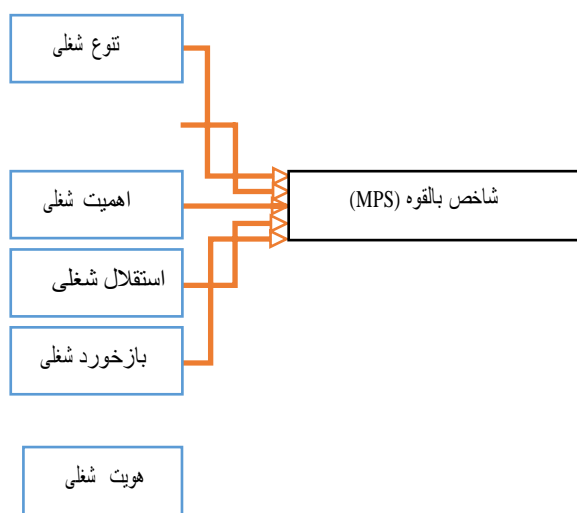 تنوع شغلی
اهمیت شغلی
شاخص بالقوه (MPS)
استقلال شغلی
بازخورد شغلی
هویت شغلی